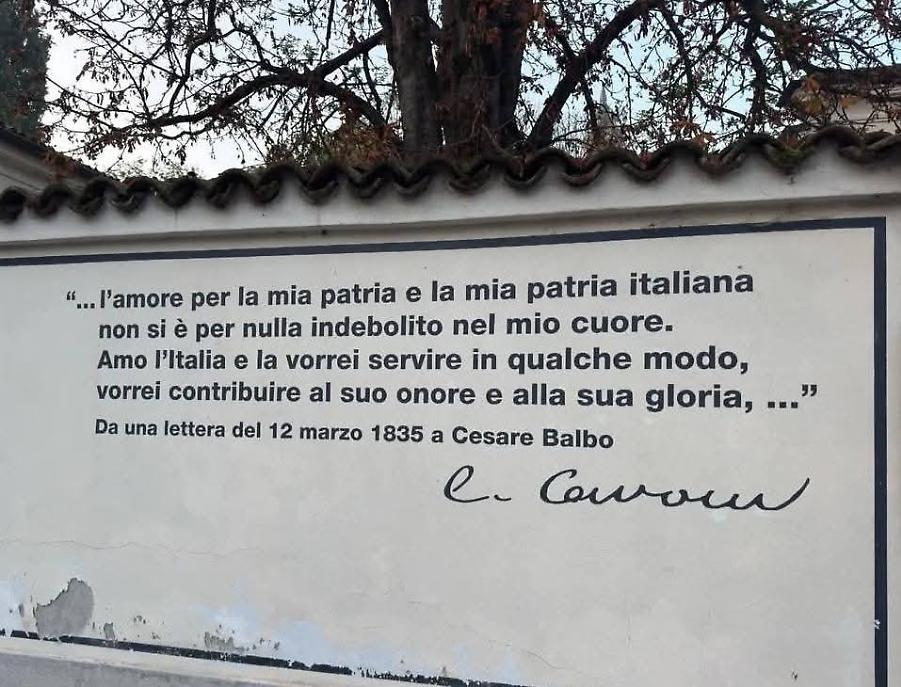 “... l'amore per la mia patria e la mia patria italiana
non si è per nulla indebolito nel mio cuore.
Amo l'Italia e la vorrei servire in qualche modo,
vorrei contribuire al suo onore e alla sua gloria, ...”
Da una lettera del 12 marzo 1835 a Cesare Balbo
C. Cavour